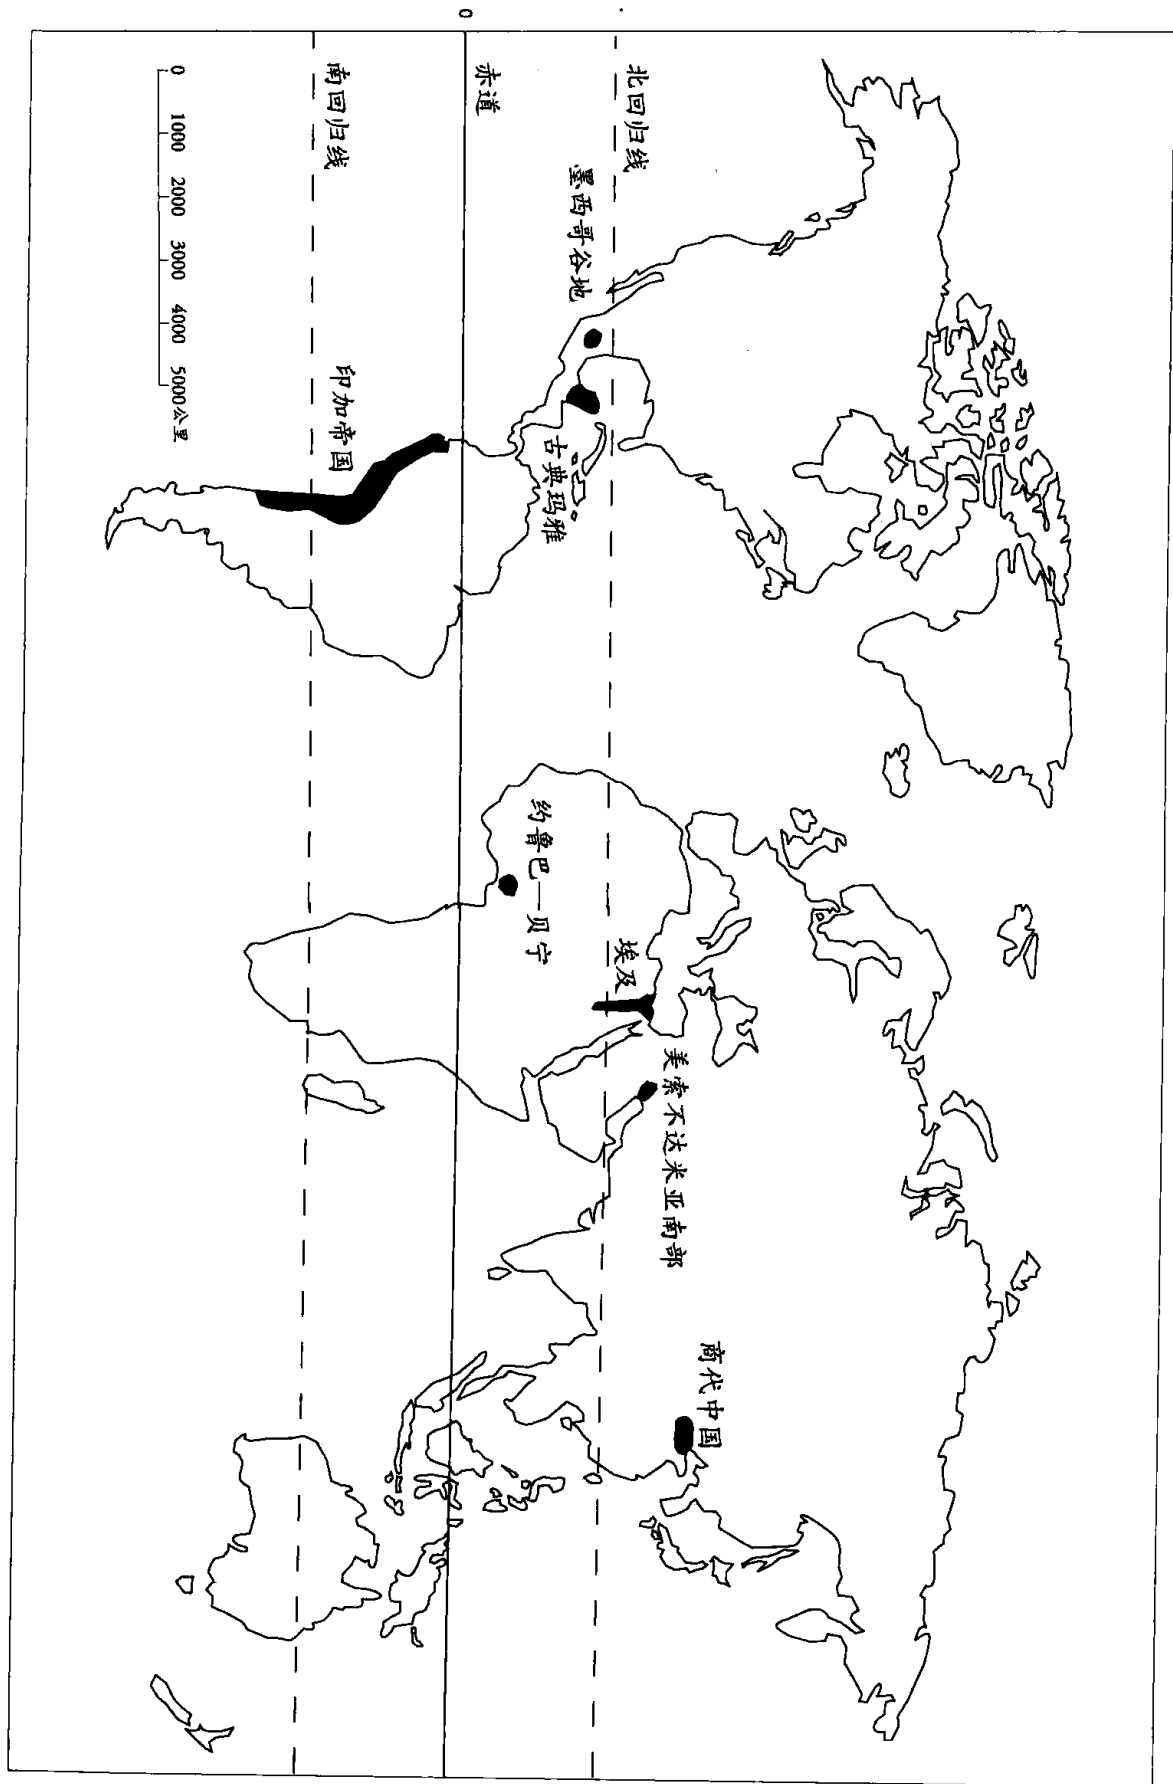 0
北回归线
赤道
南回归线
0 1000 2000 3000 4000 5000公里
墨西哥谷地
古典玛雅
印加帝国
约鲁巴—贝宁
埃及
美索不达米亚南部
商代中国